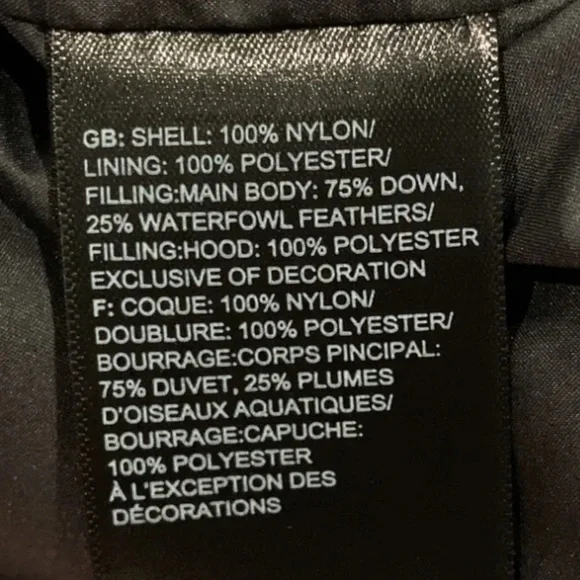 GB: SHELL: 100% NYLON/
LINING: 100% POLYESTER/
FILLING:MAIN BODY: 75% DOWN,
25% WATERFOWL FEATHERS/
FILLING:HOOD: 100% POLYESTER
EXCLUSIVE OF DECORATION
F: COQUE: 100% NYLON/
DOUBLURE: 100% POLYESTER/
BOURRAGE:CORPS PINCIPAL:
75% DUVET, 25% PLUMES
D'OISEAUX AQUATIQUES/
BOURRAGE:CAPUCHE:
100% POLYESTER
À L'EXCEPTION DES
DÉCORATIONS